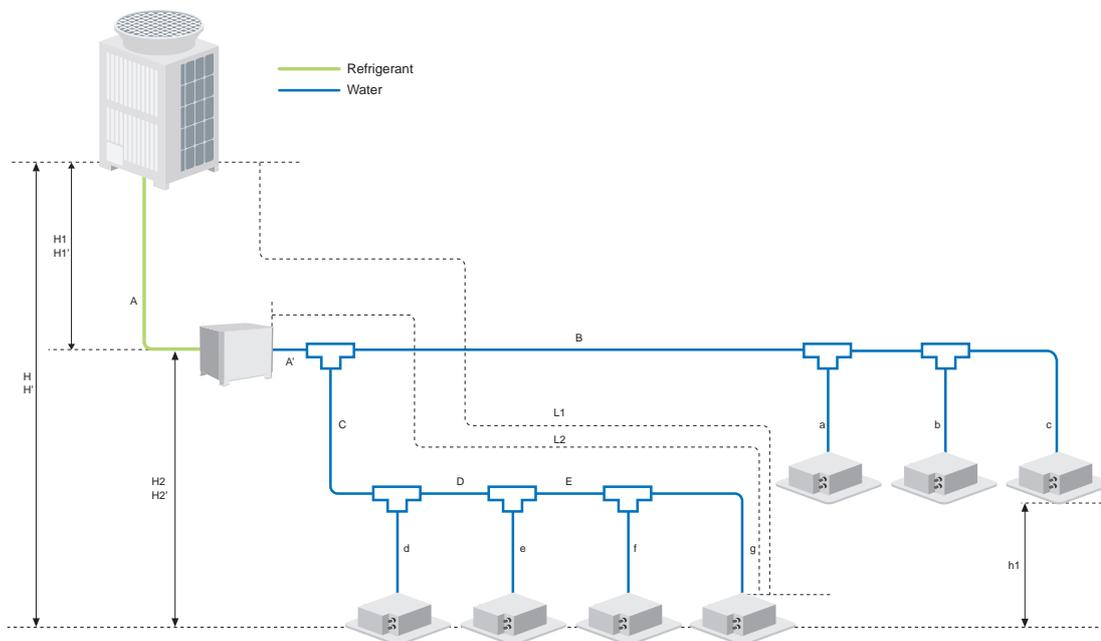 Refrigerant
Water
H1
H1'
A
B
A'
H
H'
C
L1
a
b
c
L2
H2
H2'
D
E
d
e
f
g
h1